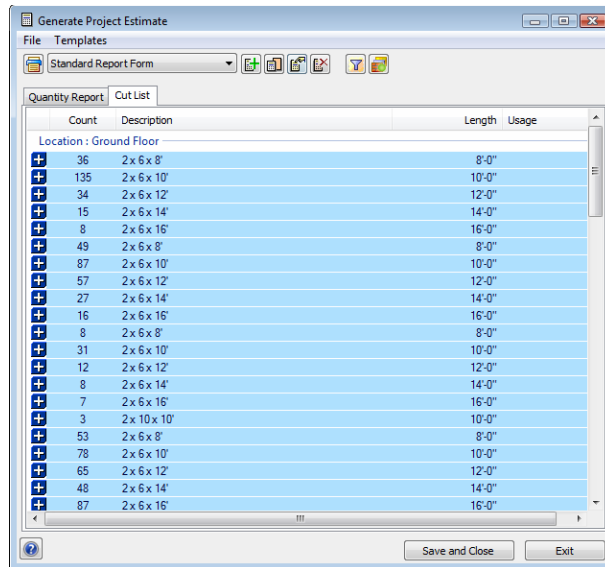 Generate Project Estimate
File Templates
Standard Report Form
Quantity Report Cut List
Count Description Length Usage
Location : Ground Floor
36 2 x 6 x 8' 8'-0"
135 2 x 6 x 10' 10'-0"
34 2 x 6 x 12' 12'-0"
15 2 x 6 x 14' 14'-0"
8 2 x 6 x 16' 16'-0"
49 2 x 6 x 8' 8'-0"
87 2 x 6 x 10' 10'-0"
57 2 x 6 x 12' 12'-0"
27 2 x 6 x 14' 14'-0"
16 2 x 6 x 16' 16'-0"
8 2 x 6 x 8' 8'-0"
31 2 x 6 x 10' 10'-0"
12 2 x 6 x 12' 12'-0"
8 2 x 6 x 14' 14'-0"
7 2 x 6 x 16' 16'-0"
3 2 x 10 x 10' 10'-0"
53 2 x 6 x 8' 8'-0"
78 2 x 6 x 10' 10'-0"
65 2 x 6 x 12' 12'-0"
48 2 x 6 x 14' 14'-0"
87 2 x 6 x 16' 16'-0"
Save and Close Exit